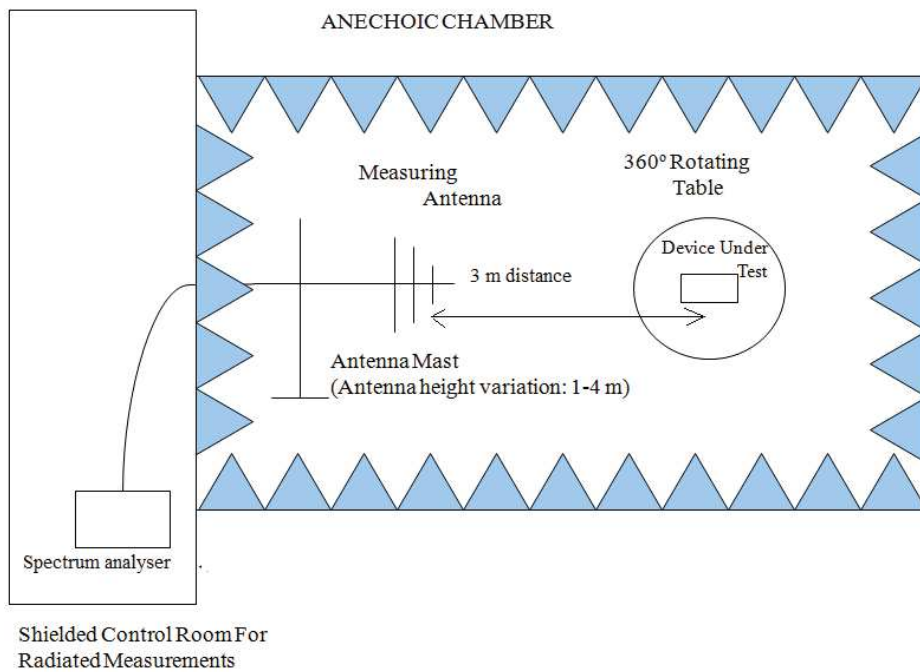 ANECHOIC CHAMBER
Measuring
Antenna
360º Rotating
Table
Device Under
Test
3 m distance
Antenna Mast
(Antenna height variation: 1-4 m)
Spectrum analyser .
Shielded Control Room For
Radiated Measurements